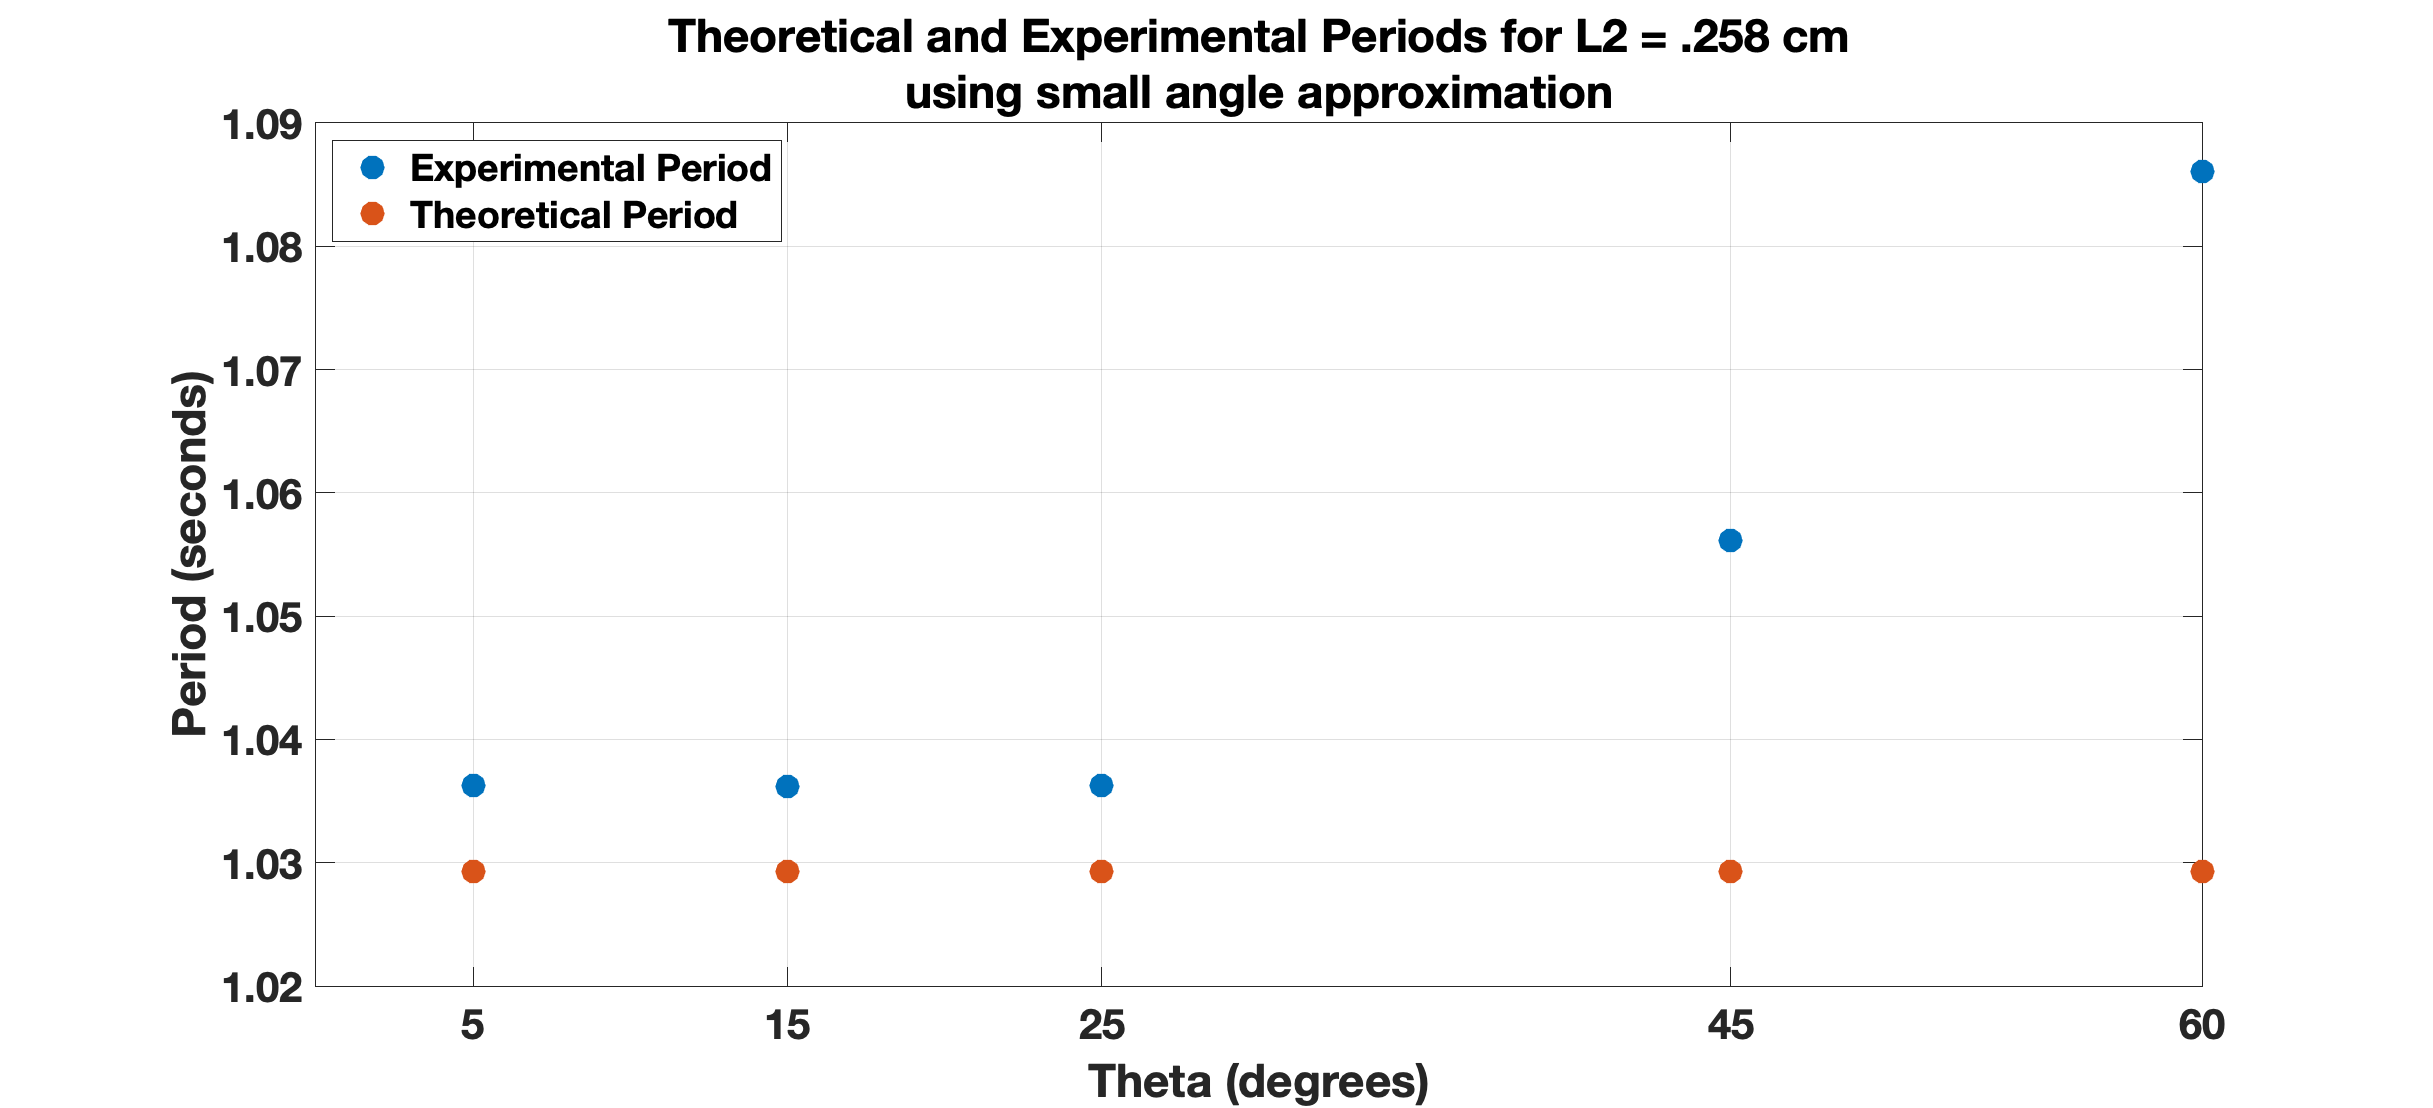 Theoretical and Experimental Periods for L2 = .258 cm
using small angle approximation
Experimental Period
Theoretical Period
Period (seconds)
1.09
1.08
1.07
1.06
1.05
1.04
1.03
1.02
5 15 25 45 60
Theta (degrees)